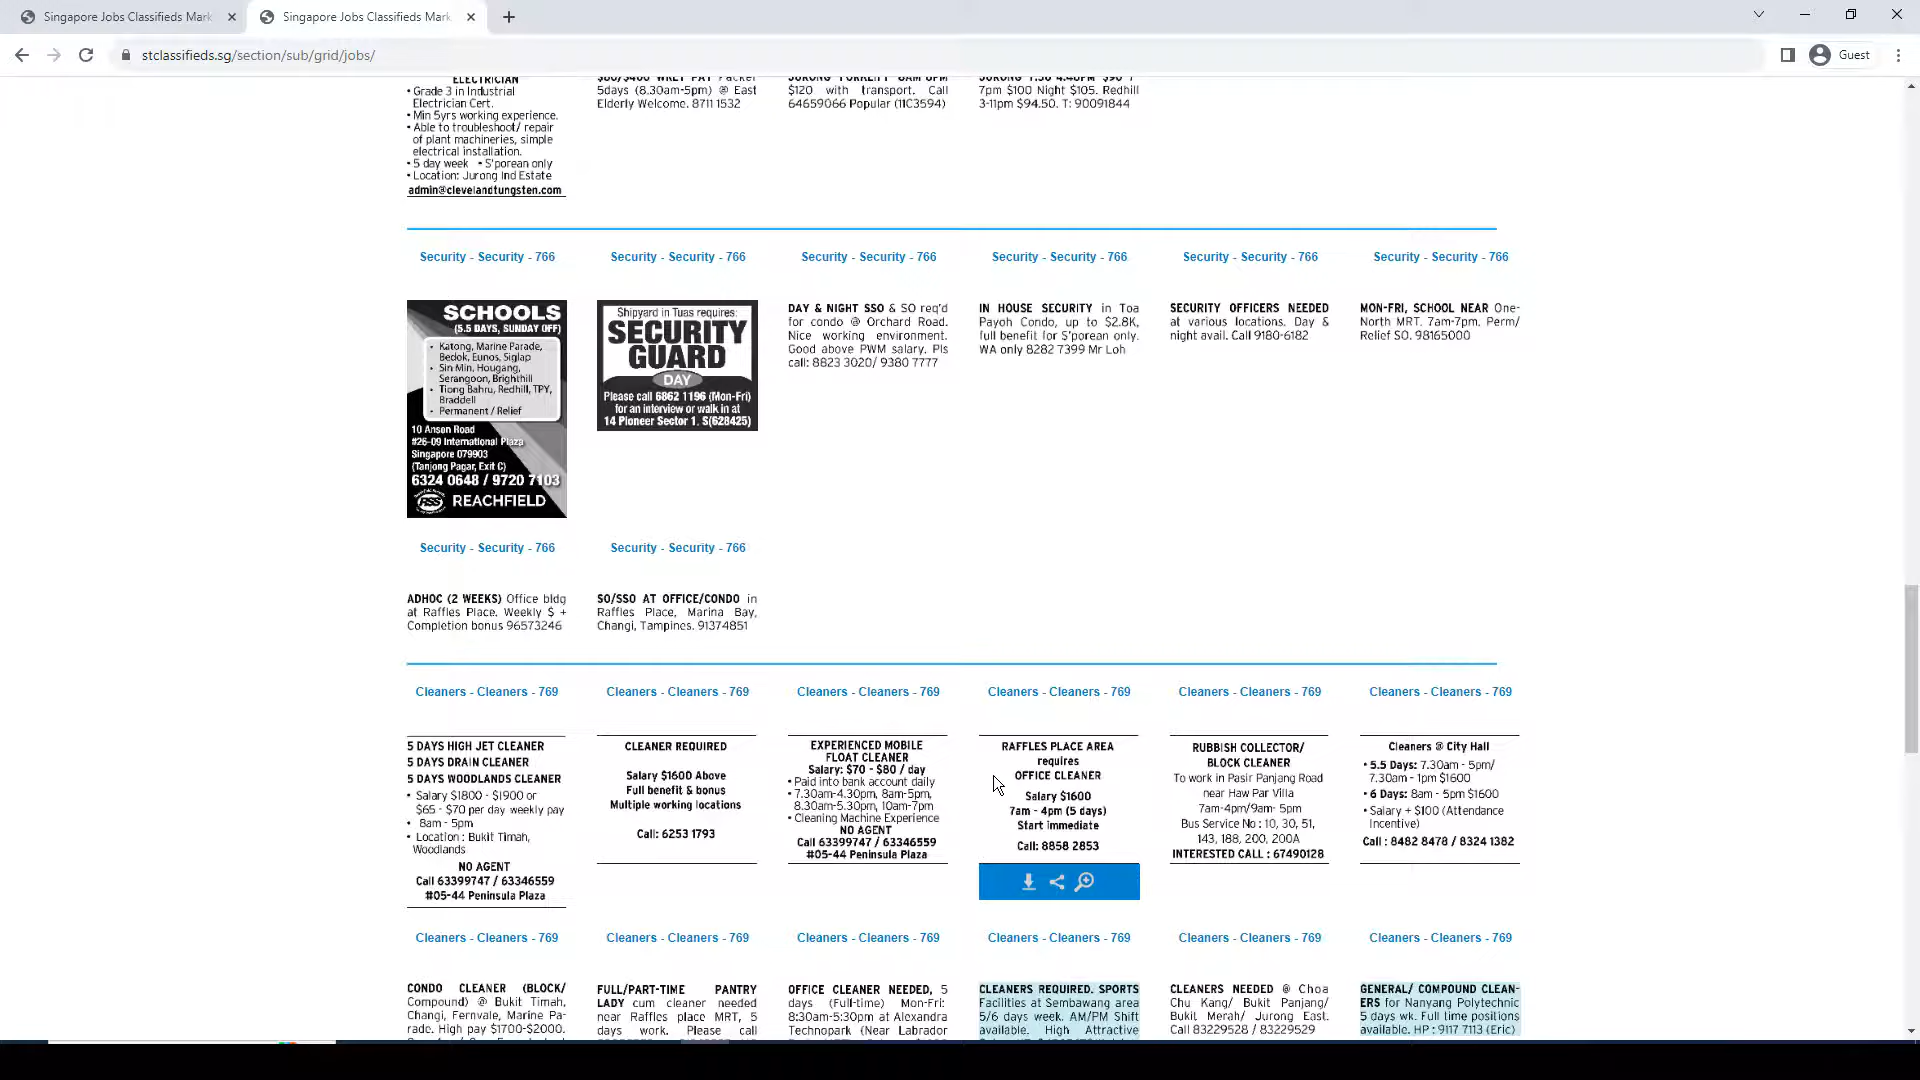 Singapore Jobs Classifieds Mark
Singapore Jobs Classifieds Mark
stclassifieds.sg/section/sub/grid/jobs/
Guest
ELECTRICIAN
• Grade 3 in Industrial
Electrician Cert.
• Min 5yrs working experience.
• Able to troubleshoot/ repair
of plant machineries, simple
electrical installation.
• 5 day week • S'porean only
• Location: Jurong Ind Estate
admin@clevelandtungsten.com
5days (8.30am-5pm) @ East
Elderly Welcome. 8711 1532
$120 with transport. Call
64659066 Popular (11C3594)
7pm $100 Night $105. Redhill
3-11pm $94.50. T: 90091844
Security - Security - 766
Security - Security - 766
Security - Security - 766
Security - Security - 766
Security - Security - 766
Security - Security - 766
SCHOOLS
(5.5 DAYS, SUNDAY OFF)
• Katong, Marine Parade,
Bedok, Eunos, Siglap
• Sin Min, Hougang,
Serangoon, Brighthill
• Tiong Bahru, Redhill, TPY,
Braddell
• Permanent / Relief
10 Anson Road
#26-09 International Plaza
Singapore 079903
(Tanjong Pagar, Exit C)
6324 0648 / 9720 7103
RSS REACHFIELD
Shipyard in Tuas requires:
SECURITY
GUARD
DAY
Please call 6862 1196 (Mon-Fri)
for an interview or walk in at
14 Pioneer Sector 1. S(628425)
DAY & NIGHT SSO & SO req'd
for condo @ Orchard Road.
Nice working environment.
Good above PWM salary. Pls
call: 8823 3020/ 9380 7777
IN HOUSE SECURITY in Toa
Payoh Condo, up to $2.8K,
full benefit for S'porean only.
WA only 8282 7399 Mr Loh
SECURITY OFFICERS NEEDED
at various locations. Day &
night avail. Call 9180-6182
MON-FRI, SCHOOL NEAR One-
North MRT. 7am-7pm. Perm/
Relief SO. 98165000
Security - Security - 766
Security - Security - 766
ADHOC (2 WEEKS) Office bldg
at Raffles Place. Weekly $ +
Completion bonus 96573246
SO/SSO AT OFFICE/CONDO in
Raffles Place, Marina Bay,
Changi, Tampines. 91374851
Cleaners - Cleaners - 769
Cleaners - Cleaners - 769
Cleaners - Cleaners - 769
Cleaners - Cleaners - 769
Cleaners - Cleaners - 769
Cleaners - Cleaners - 769
5 DAYS HIGH JET CLEANER
5 DAYS DRAIN CLEANER
5 DAYS WOODLANDS CLEANER
• Salary $1800 - $1900 or
$65 - $70 per day weekly pay
• 8am - 5pm
• Location : Bukit Timah,
Woodlands
NO AGENT
Call 63399747 / 63346559
#05-44 Peninsula Plaza
CLEANER REQUIRED
Salary $1600 Above
Full benefit & bonus
Multiple working locations
Call: 6253 1793
EXPERIENCED MOBILE
FLOAT CLEANER
Salary: $70 - $80 / day
• Paid into bank account daily
• 7.30am-4.30pm, 8am-5pm,
8.30am-5.30pm, 10am-7pm
• Cleaning Machine Experience
NO AGENT
Call 63399747 / 63346559
#05-44 Peninsula Plaza
RAFFLES PLACE AREA
requires
OFFICE CLEANER
Salary $1600
7am - 4pm (5 days)
Start immediate
Call: 8858 2853
RUBBISH COLLECTOR/
BLOCK CLEANER
To work in Pasir Panjang Road
near Haw Par Villa
7am-4pm/9am- 5pm
Bus Service No : 10, 30, 51,
143, 188, 200, 200A
INTERESTED CALL : 67490128
Cleaners @ City Hall
• 5.5 Days: 7.30am - 5pm/
7.30am - 1pm $1600
• 6 Days: 8am - 5pm $1600
• Salary + $100 (Attendance
Incentive)
Call : 8482 8478 / 8324 1382
Cleaners - Cleaners - 769
Cleaners - Cleaners - 769
Cleaners - Cleaners - 769
Cleaners - Cleaners - 769
Cleaners - Cleaners - 769
Cleaners - Cleaners - 769
CONDO CLEANER (BLOCK/
Compound) @ Bukit Timah,
Changi, Fernvale, Marine Pa-
rade. High pay $1700-$2000.
FULL/PART-TIME PANTRY
LADY cum cleaner needed
near Raffles place MRT, 5
days work. Please call
OFFICE CLEANER NEEDED, 5
days (Full-time) Mon-Fri:
8:30am-5:30pm at Alexandra
Technopark (Near Labrador
CLEANERS REQUIRED. SPORTS
Facilities at Sembawang area
5/6 days week. AM/PM Shift
available. High Attractive
CLEANERS NEEDED @ Choa
Chu Kang/ Bukit Panjang/
Bukit Merah/ Jurong East.
Call 83229528 / 83229529
GENERAL/ COMPOUND CLEAN-
ERS for Nanyang Polytechnic
5 days wk. Full time positions
available. HP : 9117 7113 (Eric)